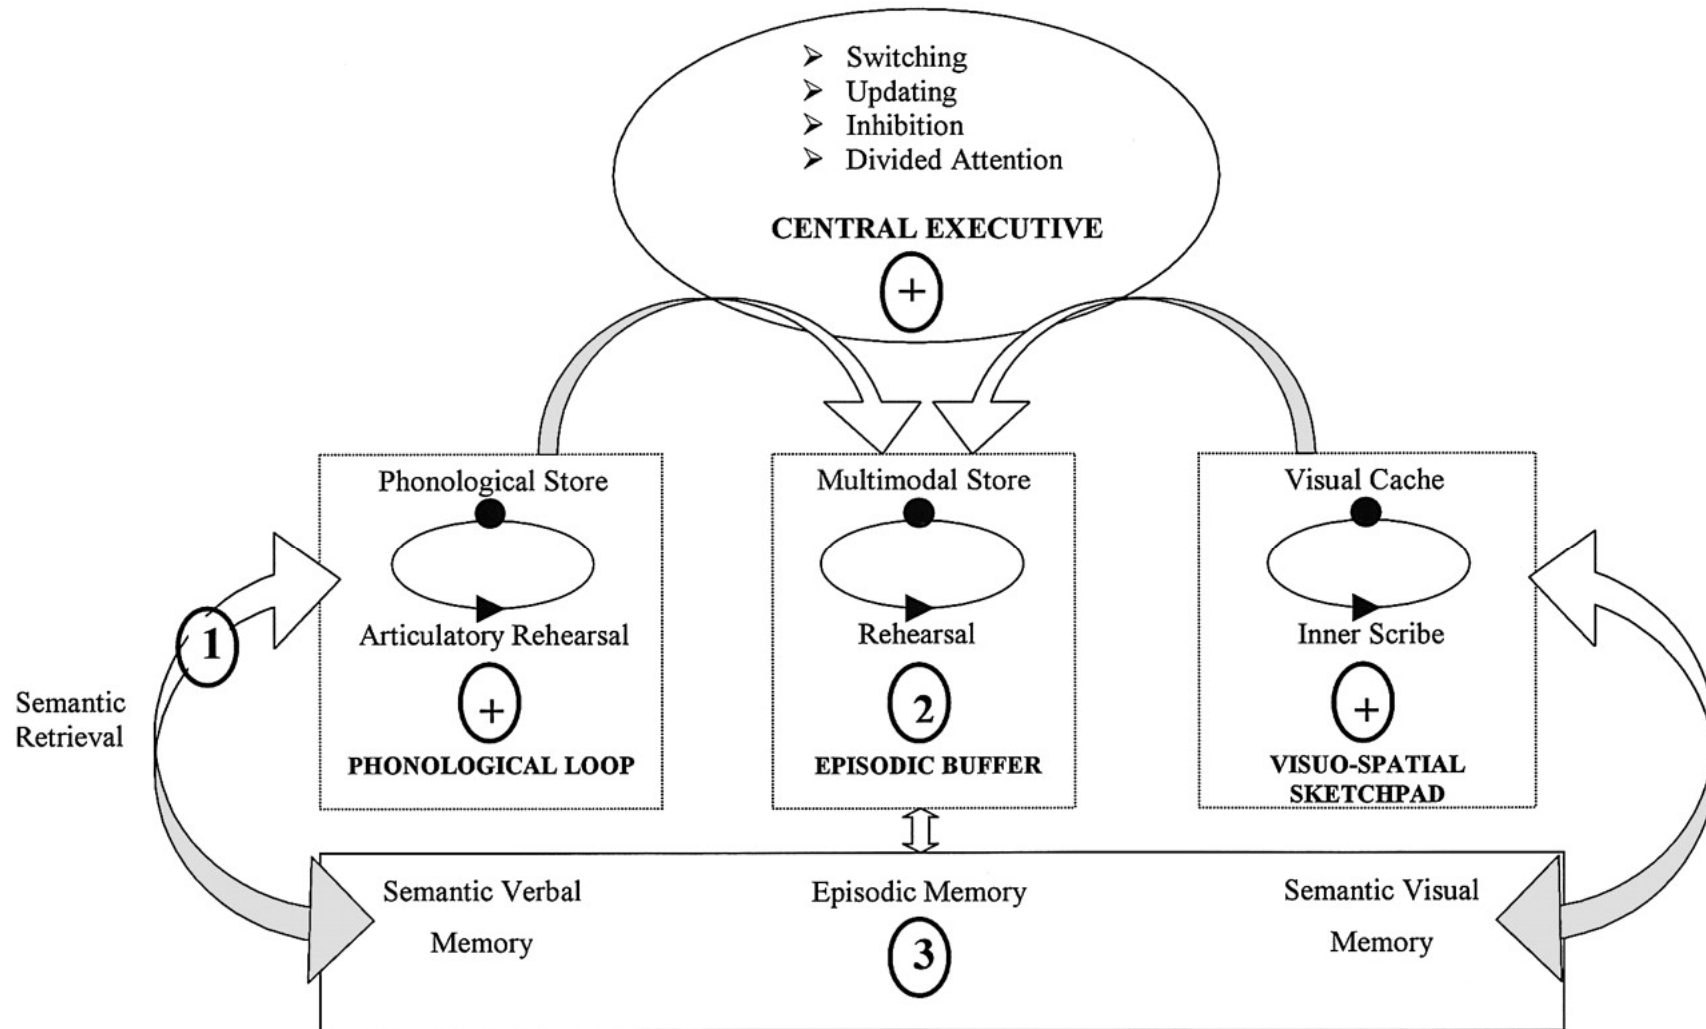 ➢ Switching
➢ Updating
➢ Inhibition
➢ Divided Attention
CENTRAL EXECUTIVE
+
Phonological Store
Articulatory Rehearsal
+
PHONOLOGICAL LOOP
Multimodal Store
Rehearsal
2
EPISODIC BUFFER
Visual Cache
Inner Scribe
+
VISUO-SPATIAL
SKETCHPAD
1
Semantic
Retrieval
Semantic Verbal
Memory
Episodic Memory
3
Semantic Visual
Memory